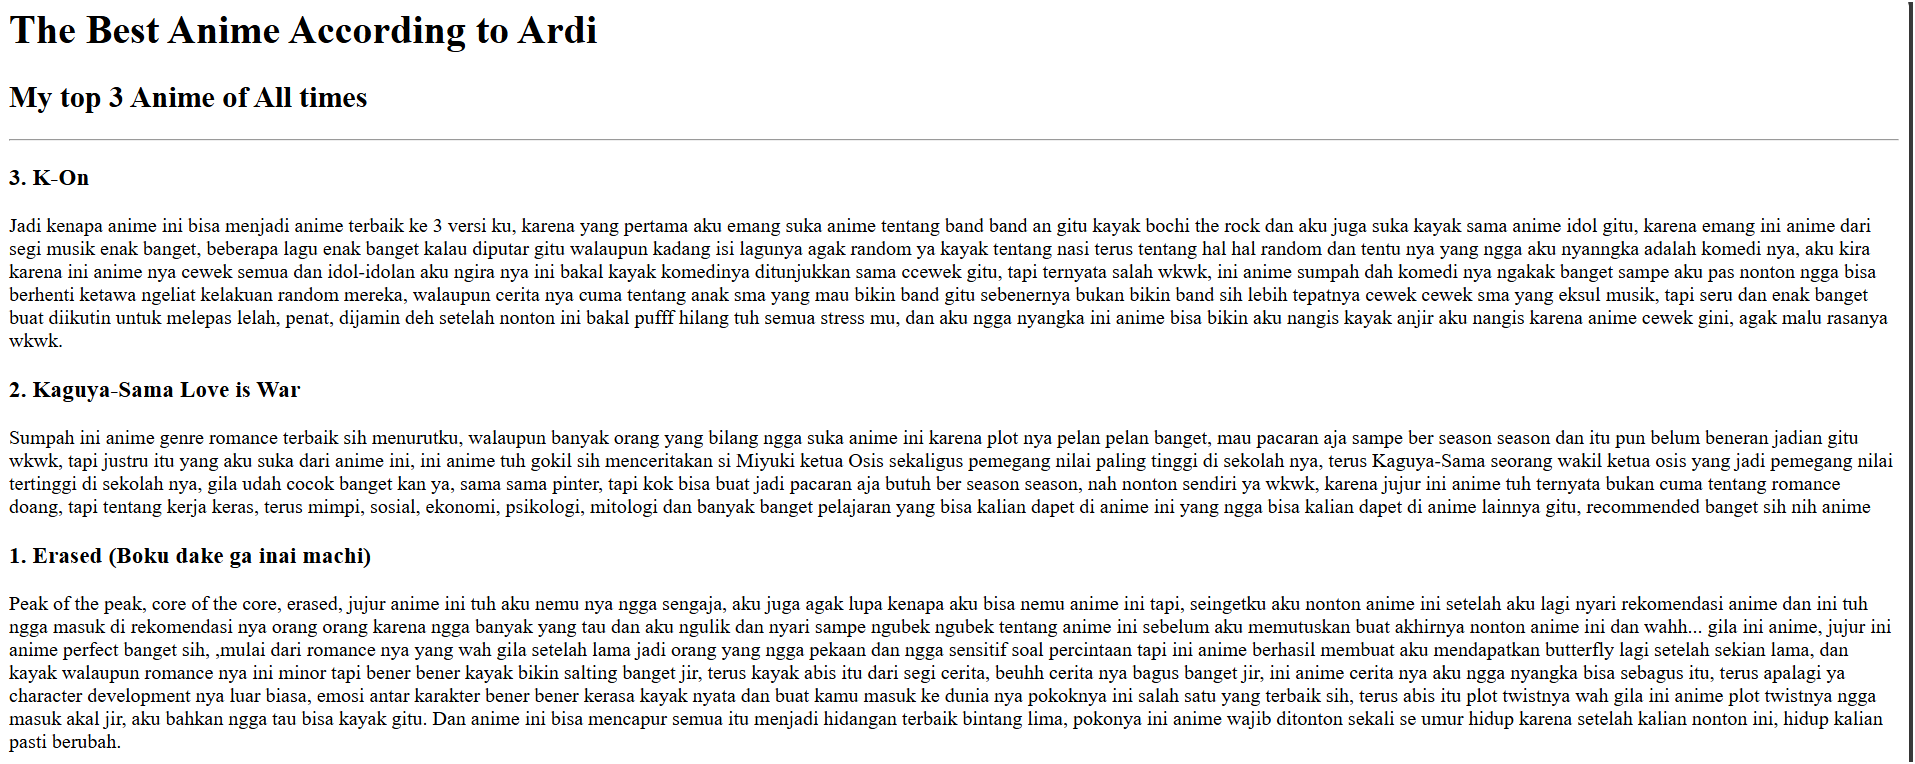 The Best Anime According to Ardi
My top 3 Anime of All times
3. K-On
Jadi kenapa anime ini bisa menjadi anime terbaik ke 3 versi ku, karena yang pertama aku emang suka anime tentang band band an gitu kayak bochi the rock dan aku juga suka kayak sama anime idol gitu, karena emang ini anime dari
segi musik enak banget, beberapa lagu enak banget kalau diputar gitu walaupun kadang isi lagunya agak random ya kayak tentang nasi terus tentang hal hal random dan tentu nya yang ngga aku nyanngka adalah komedi nya, aku kira
karena ini anime nya cewek semua dan idol-idolan aku ngira nya ini bakal kayak komedinya ditunjukkan sama ccewek gitu, tapi ternyata salah wkwk, ini anime sumpah dah komedi nya ngakak banget sampe aku pas nonton ngga bisa
berhenti ketawa ngeliat kelakuan random mereka, walaupun cerita nya cuma tentang anak sma yang mau bikin band gitu sebenernya bukan bikin band sih lebih tepatnya cewek cewek sma yang eksul musik, tapi seru dan enak banget
buat diikutin untuk melepas lelah, penat, dijamin deh setelah nonton ini bakal pufff hilang tuh semua stress mu, dan aku ngga nyangka ini anime bisa bikin aku nangis kayak anjir aku nangis karena anime cewek gini, agak malu rasanya
wkwk.
2. Kaguya-Sama Love is War
Sumpah ini anime genre romance terbaik sih menurutku, walaupun banyak orang yang bilang ngga suka anime ini karena plot nya pelan pelan banget, mau pacaran aja sampe ber season season dan itu pun belum beneran jadian gitu
wkwk, tapi justru itu yang aku suka dari anime ini, ini anime tuh gokil sih menceritakan si Miyuki ketua Osis sekaligus pemegang nilai paling tinggi di sekolah nya, terus Kaguya-Sama seorang wakil ketua osis yang jadi pemegang nilai
tertinggi di sekolah nya, gila udah cocok banget kan ya, sama sama pinter, tapi kok bisa buat jadi pacaran aja butuh ber season season, nah nonton sendiri ya wkwk, karena jujur ini anime tuh ternyata bukan cuma tentang romance
doang, tapi tentang kerja keras, terus mimpi, sosial, ekonomi, psikologi, mitologi dan banyak banget pelajaran yang bisa kalian dapet di anime ini yang ngga bisa kalian dapet di anime lainnya gitu, recommended banget sih nih anime
1. Erased (Boku dake ga inai machi)
Peak of the peak, core of the core, erased, jujur anime ini tuh aku nemu nya ngga sengaja, aku juga agak lupa kenapa aku bisa nemu anime ini tapi, seingetku aku nonton anime ini setelah aku lagi nyari rekomendasi anime dan ini tuh
ngga masuk di rekomendasi nya orang orang karena ngga banyak yang tau dan aku ngulik dan nyari sampe ngubek ngubek tentang anime ini sebelum aku memutuskan buat akhirnya nonton anime ini dan wahh... gila ini anime, jujur ini
anime perfect banget sih, ,mulai dari romance nya yang wah gila setelah lama jadi orang yang ngga pekaan dan ngga sensitif soal percintaan tapi ini anime berhasil membuat aku mendapatkan butterfly lagi setelah sekian lama, dan
kayak walaupun romance nya ini minor tapi bener bener kayak bikin salting banget jir, terus kayak abis itu dari segi cerita, beuhh cerita nya bagus banget jir, ini anime cerita nya aku ngga nyangka bisa sebagus itu, terus apalagi ya
character development nya luar biasa, emosi antar karakter bener bener kerasa kayak nyata dan buat kamu masuk ke dunia nya pokoknya ini salah satu yang terbaik sih, terus abis itu plot twistnya wah gila ini anime plot twistnya ngga
masuk akal jir, aku bahkan ngga tau bisa kayak gitu. Dan anime ini bisa mencapur semua itu menjadi hidangan terbaik bintang lima, pokonya ini anime wajib ditonton sekali se umur hidup karena setelah kalian nonton ini, hidup kalian
pasti berubah.